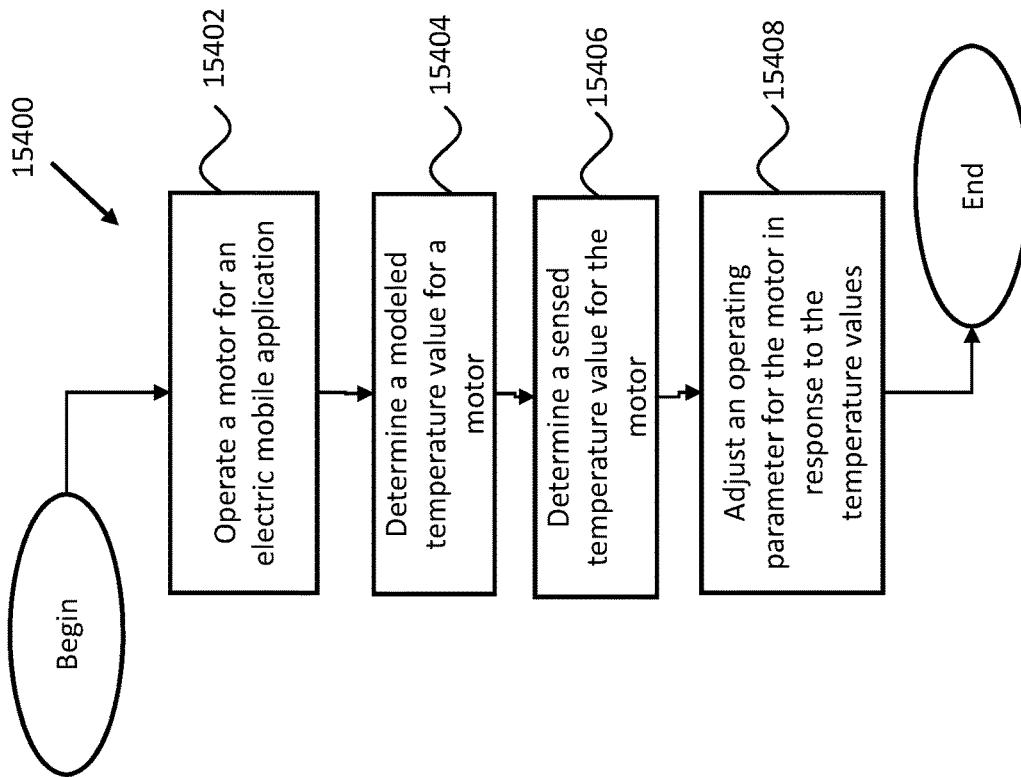 15400
Begin
Operate a motor for an
electric mobile application
15402
Determine a modeled
temperature value for a
motor
15404
Determine a sensed
temperature value for the
motor
15406
Adjust an operating
parameter for the motor in
response to the
temperature values
15408
End